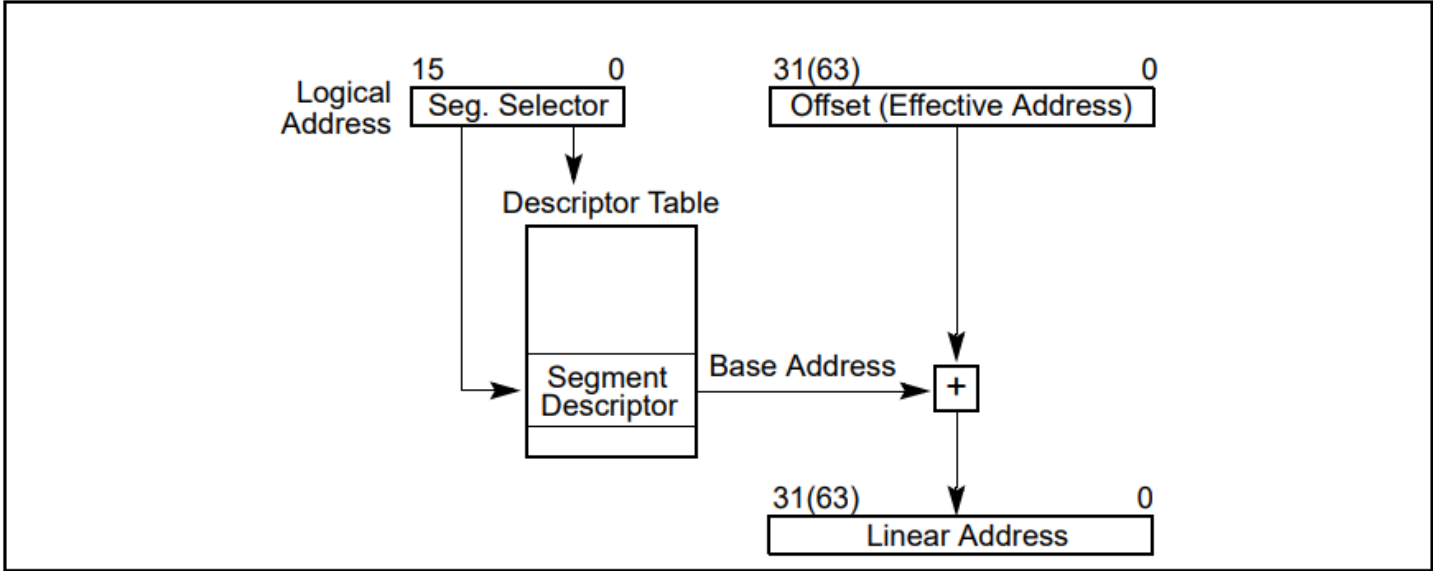 15 0 31(63) 0
Logical
Address
Seg. Selector
Offset (Effective Address)
Descriptor Table
Segment
Descriptor
Base Address
+
31(63) 0
Linear Address